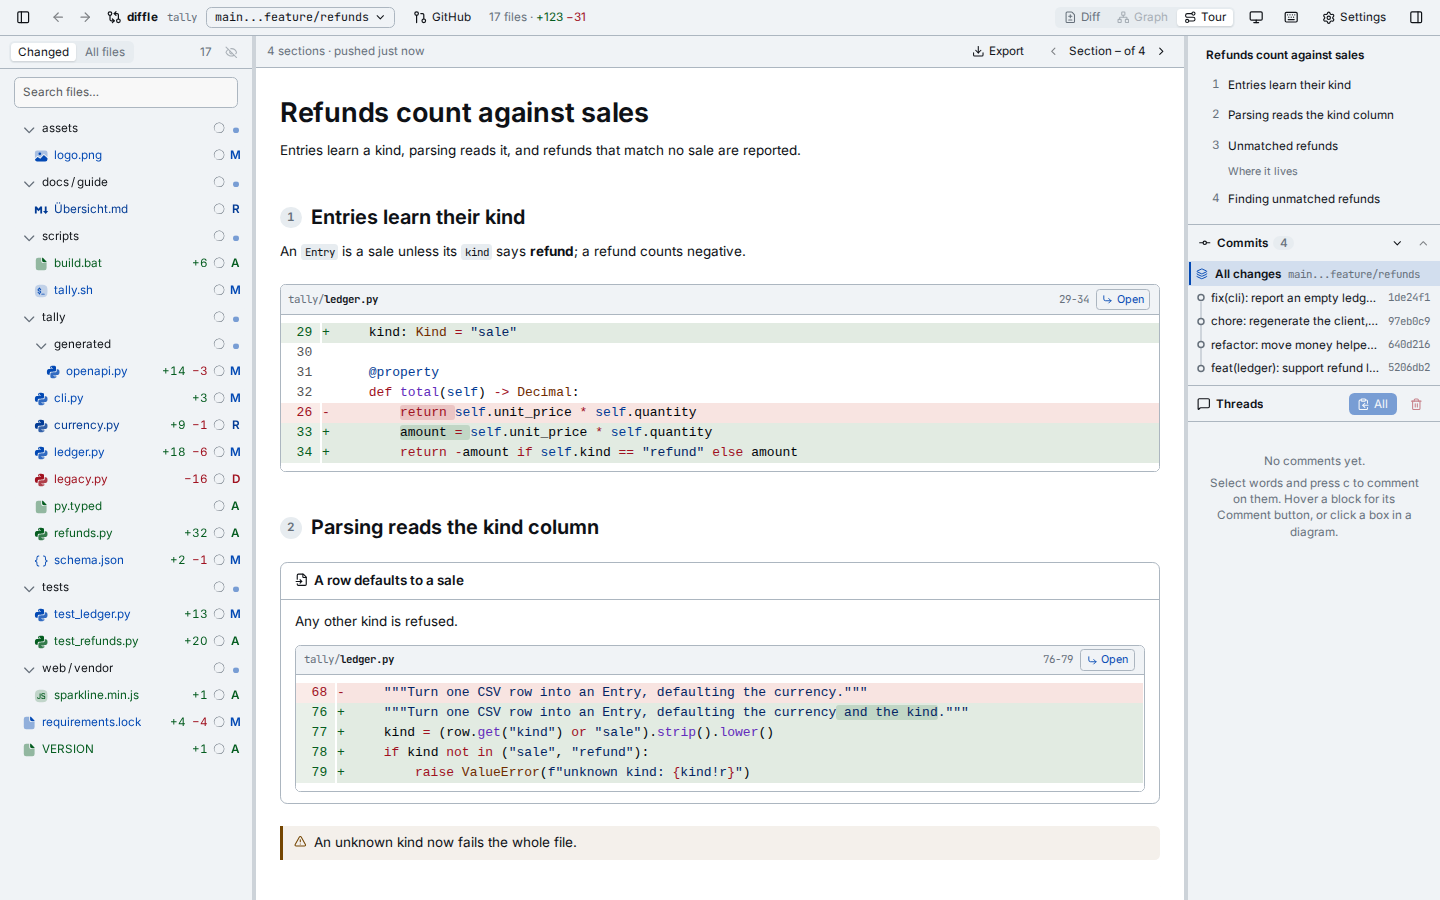 diffle tally main...feature/refunds GitHub 17 files · +123 −31 Diff Graph Tour Settings
Changed All files 17
Search files...
assets
logo.png M
docs / guide
Übersicht.md R
scripts
build.bat +6 A
tally.sh M
tally
generated
openapi.py +14 −3 M
cli.py +3 M
currency.py +9 −1 R
ledger.py +18 −6 M
legacy.py −16 D
py.typed A
refunds.py +32 A
schema.json +2 −1 M
tests
test_ledger.py +13 M
test_refunds.py +20 A
web / vendor
sparkline.min.js +1 A
requirements.lock +4 −4 M
VERSION +1 A
4 sections · pushed just now Export Section – of 4
Refunds count against sales
Entries learn a kind, parsing reads it, and refunds that match no sale are reported.
1 Entries learn their kind
An Entry is a sale unless its kind says refund; a refund counts negative.
tally/ledger.py 29-34 Open
29 + kind: Kind = "sale"
30
31 @property
32 def total(self) -> Decimal:
26 - return self.unit_price * self.quantity
33 + amount = self.unit_price * self.quantity
34 + return -amount if self.kind == "refund" else amount
2 Parsing reads the kind column
A row defaults to a sale
Any other kind is refused.
tally/ledger.py 76-79 Open
68 - """Turn one CSV row into an Entry, defaulting the currency."""
76 + """Turn one CSV row into an Entry, defaulting the currency and the kind."""
77 + kind = (row.get("kind") or "sale").strip().lower()
78 + if kind not in ("sale", "refund"):
79 + raise ValueError(f"unknown kind: {kind!r}")
An unknown kind now fails the whole file.
Refunds count against sales
1 Entries learn their kind
2 Parsing reads the kind column
3 Unmatched refunds
Where it lives
4 Finding unmatched refunds
Commits 4
All changes main...feature/refunds
fix(cli): report an empty ledg... 1de24f1
chore: regenerate the client,... 97eb0c9
refactor: move money helpe... 640d216
feat(ledger): support refund l... 5206db2
Threads All
No comments yet.
Select words and press c to comment
on them. Hover a block for its
Comment button, or click a box in a
diagram.